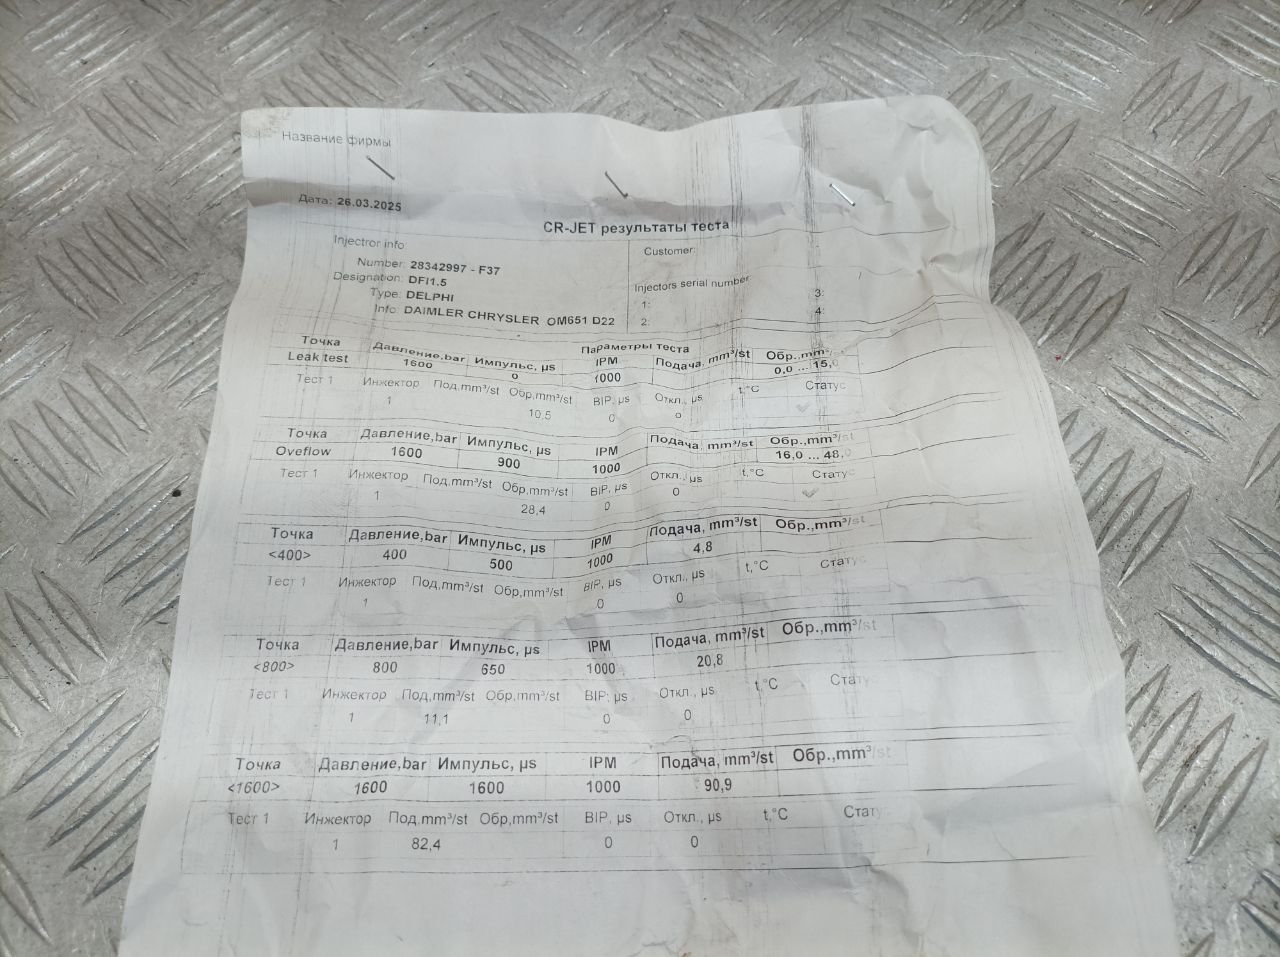 Название фирмы
Дата: 26.03.2025
CR-JET результаты теста
Injectror info
Number: 28342997 - F37
Designation: DFI1.5
Type: DELPHI
Info: DAIMLER CHRYSLER OM651 D22
Customer:
Injectors serial number
1: 3:
2: 4:
Параметры теста
Точка Давление,bar Импульс, µs IPM Подача, mm³/st Обр.,mm³
Leak test 1600 0 1000 0,0 ... 15,0
Тест 1 Инжектор Под,mm³/st Обр,mm³/st BIP, µs Откл., µs t,°C Статус
1 10,5 0 0
Точка Давление,bar Импульс, µs IPM Подача, mm³/st Обр.,mm³/st
Oveflow 1600 900 1000 16,0 ... 48,0
Тест 1 Инжектор Под,mm³/st Обр,mm³/st BIP, µs Откл., µs t,°C Статус
1 28,4 0 0
Точка Давление,bar Импульс, µs IPM Подача, mm³/st Обр.,mm³/st
<400> 400 500 1000 4,8
Тест 1 Инжектор Под,mm³/st Обр,mm³/st BIP, µs Откл., µs t,°C Статус
1 0 0
Точка Давление,bar Импульс, µs IPM Подача, mm³/st Обр.,mm³/st
<800> 800 650 1000 20,8
Тест 1 Инжектор Под,mm³/st Обр,mm³/st BIP, µs Откл., µs t,°C Стату
1 11,1 0 0
Точка Давление,bar Импульс, µs IPM Подача, mm³/st Обр.,mm³/st
<1600> 1600 1600 1000 90,9
Тест 1 Инжектор Под,mm³/st Обр,mm³/st BIP, µs Откл., µs t,°C Стату
1 82,4 0 0